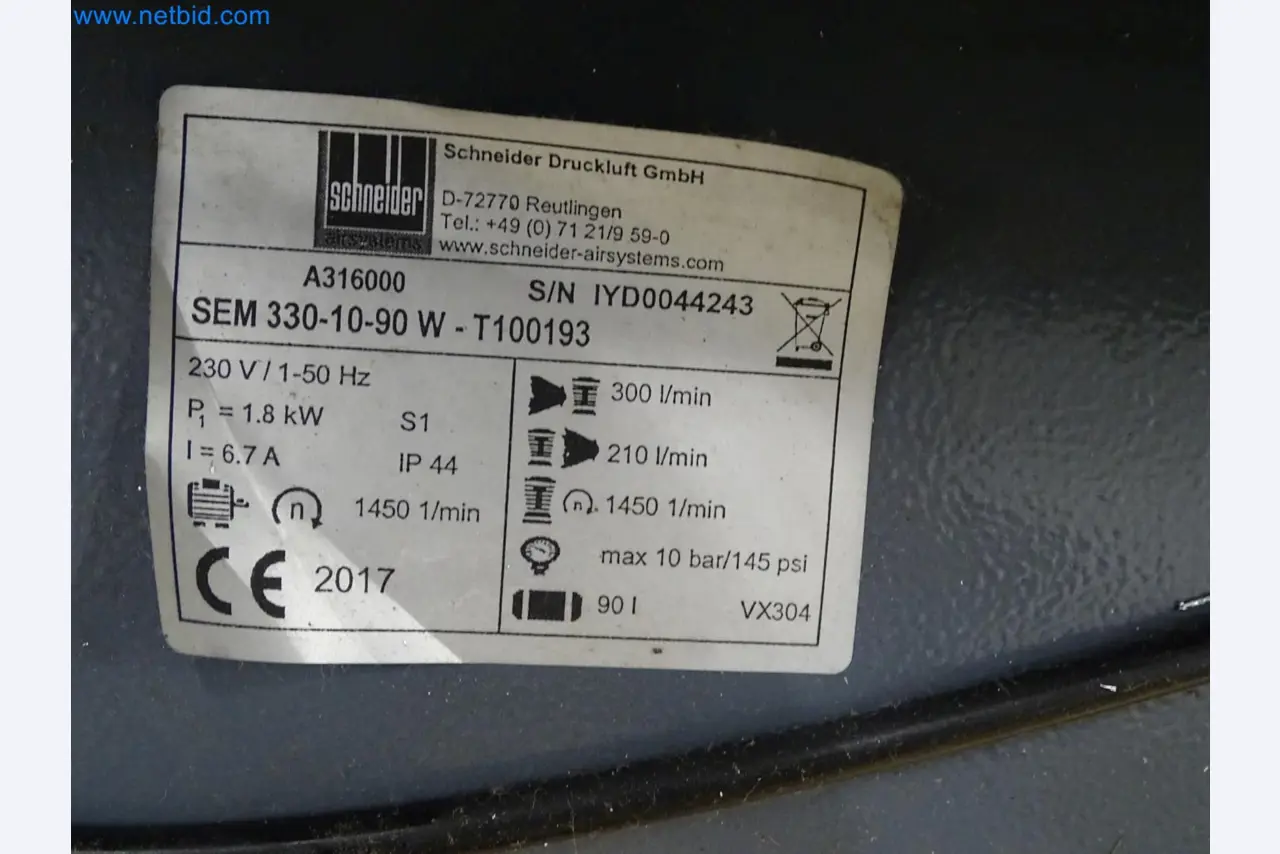 www.netbid.com
schneider
airsystems
Schneider Druckluft GmbH
D-72770 Reutlingen
Tel.: +49 (0) 71 21/9 59-0
www.schneider-airsystems.com
A316000
S/N IYD0044243
SEM 330-10-90 W - T100193
230 V / 1-50 Hz
P1 = 1.8 kW S1
I = 6.7 A IP 44
n 1450 1/min
CE 2017
300 l/min
210 l/min
n 1450 1/min
max 10 bar/145 psi
90 l VX304